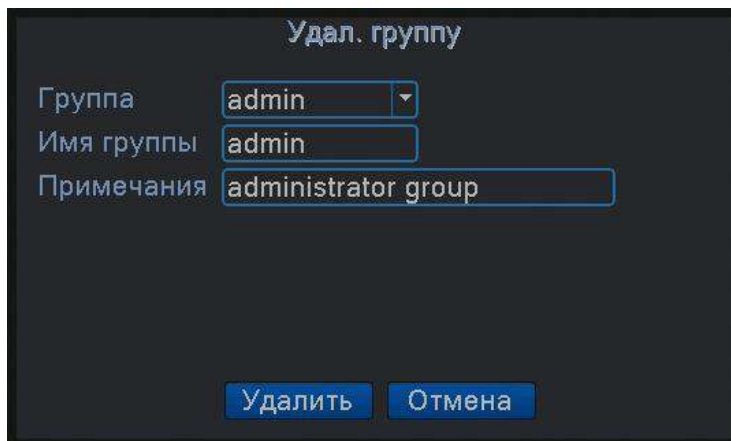 Удал. группу
Группа admin
Имя группы admin
Примечания administrator group
Удалить Отмена